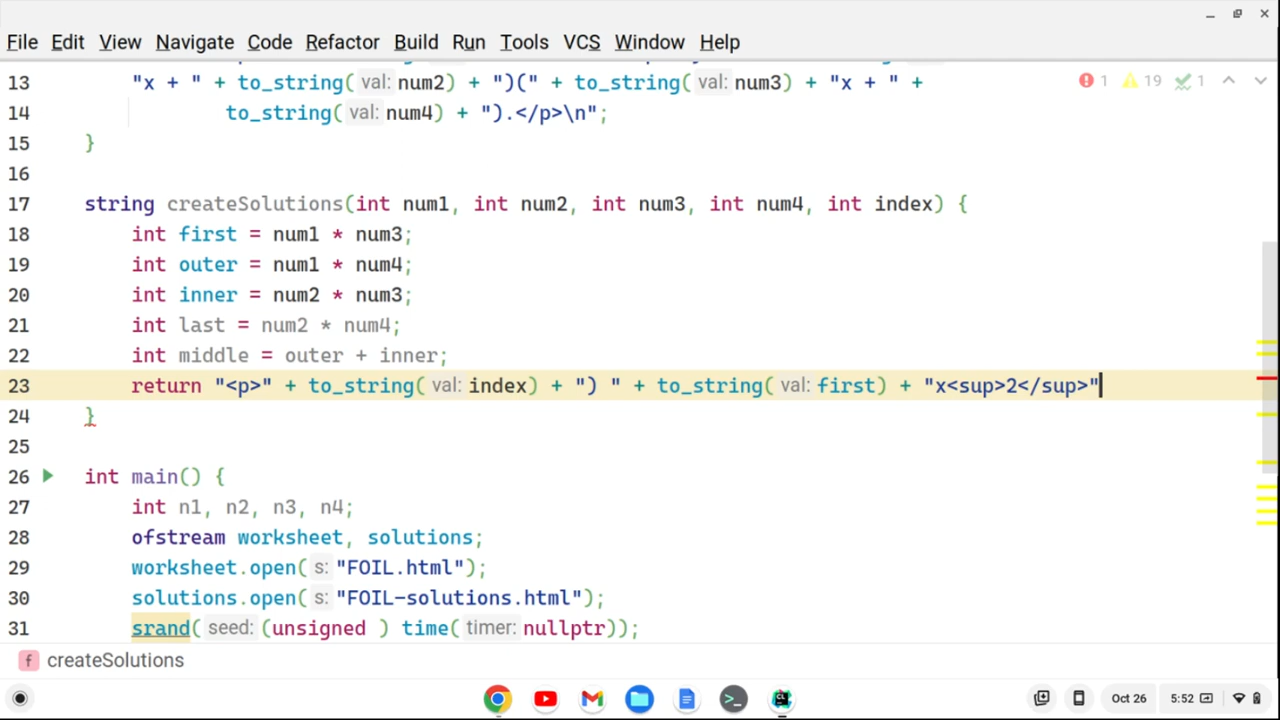 File Edit View Navigate Code Refactor Build Run Tools VCS Window Help
13 "x + " + to_string( val: num2) + ")(" + to_string( val: num3) + "x + " +
1 19 1
14 to_string( val: num4) + ").</p>\n";
15 }
16
17 string createSolutions(int num1, int num2, int num3, int num4, int index) {
18 int first = num1 * num3;
19 int outer = num1 * num4;
20 int inner = num2 * num3;
21 int last = num2 * num4;
22 int middle = outer + inner;
23 return "<p>" + to_string( val: index) + ") " + to_string( val: first) + "x<sup>2</sup>"
24 }
25
26 int main() {
27 int n1, n2, n3, n4;
28 ofstream worksheet, solutions;
29 worksheet.open( s: "FOIL.html");
30 solutions.open( s: "FOIL-solutions.html");
31 srand( seed: (unsigned ) time( timer: nullptr));
f createSolutions
CL
Oct 26 5:52